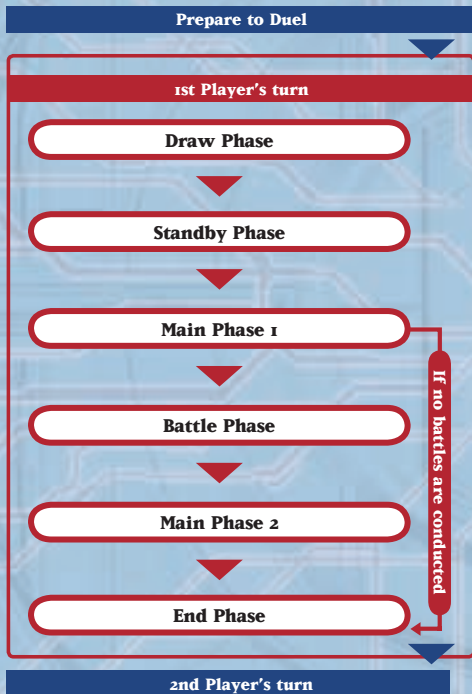 Prepare to Duel
1st Player's turn
Draw Phase
Standby Phase
Main Phase 1
If no battles are conducted
Battle Phase
Main Phase 2
End Phase
2nd Player's turn